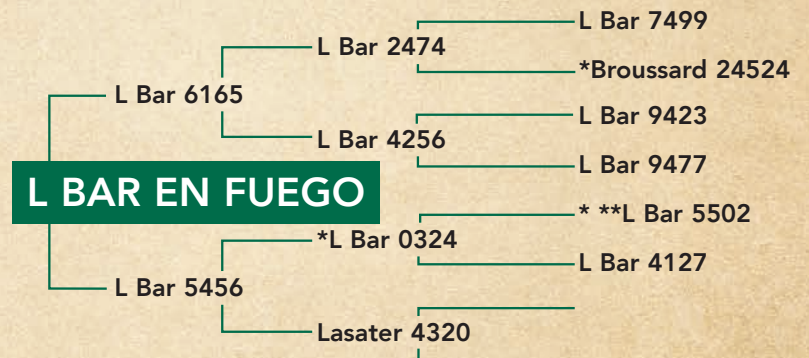 L Bar 7499
L Bar 2474
*Broussard 24524
L Bar 6165
L Bar 9423
L Bar 4256
L Bar 9477
L BAR EN FUEGO
* **L Bar 5502
*L Bar 0324
L Bar 4127
L Bar 5456
Lasater 4320